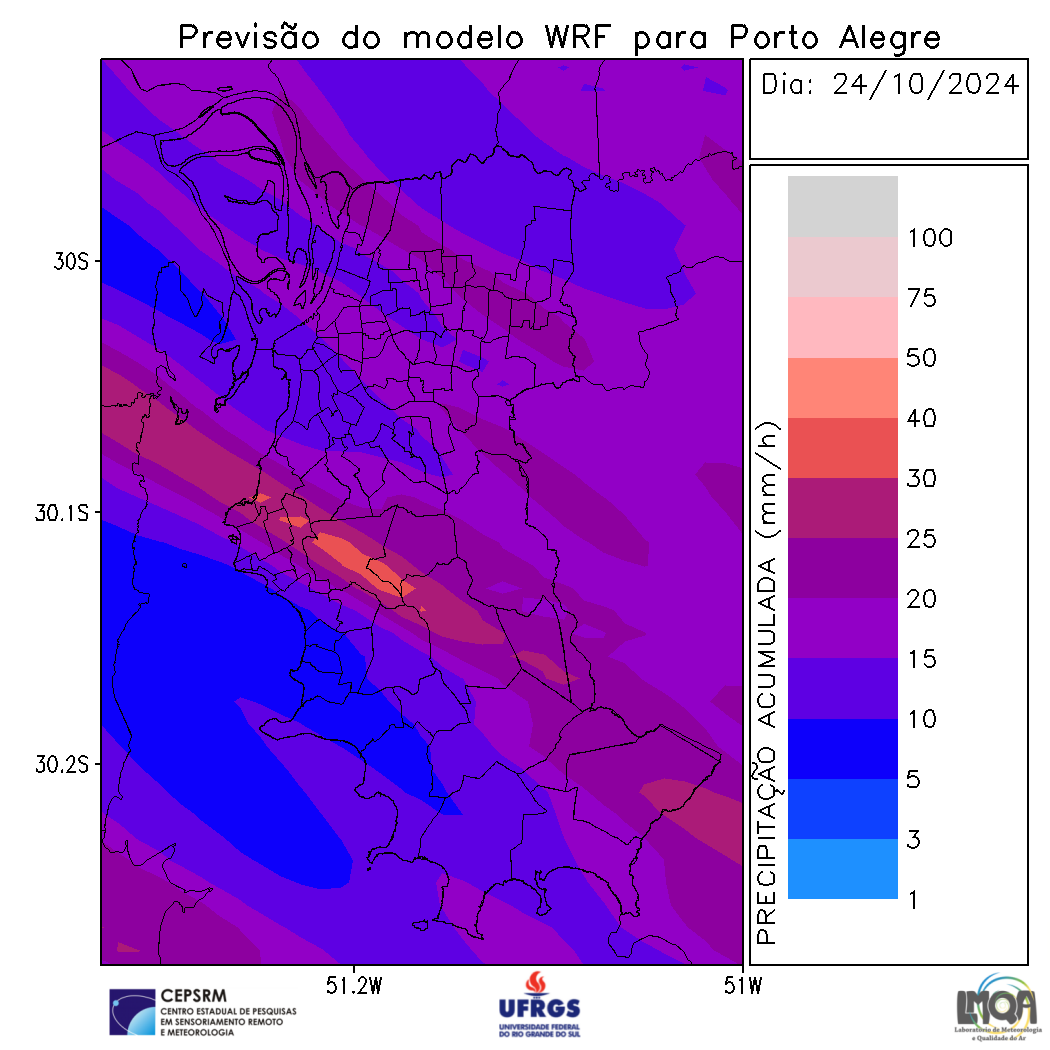 Previsão do modelo WRF para Porto Alegre
Dia: 24/10/2024
30S
30.1S
30.2S
51.2W
51W
PRECIPITAÇÃO ACUMULADA (mm/h)
100
75
50
40
30
25
20
15
10
5
3
1
CEPSRM
CENTRO ESTADUAL DE PESQUISAS
EM SENSORIAMENTO REMOTO
E METEOROLOGIA
UFRGS
UNIVERSIDADE FEDERAL
DO RIO GRANDE DO SUL
LMQA
Laboratório de Meteorologia
e Qualidade do Ar